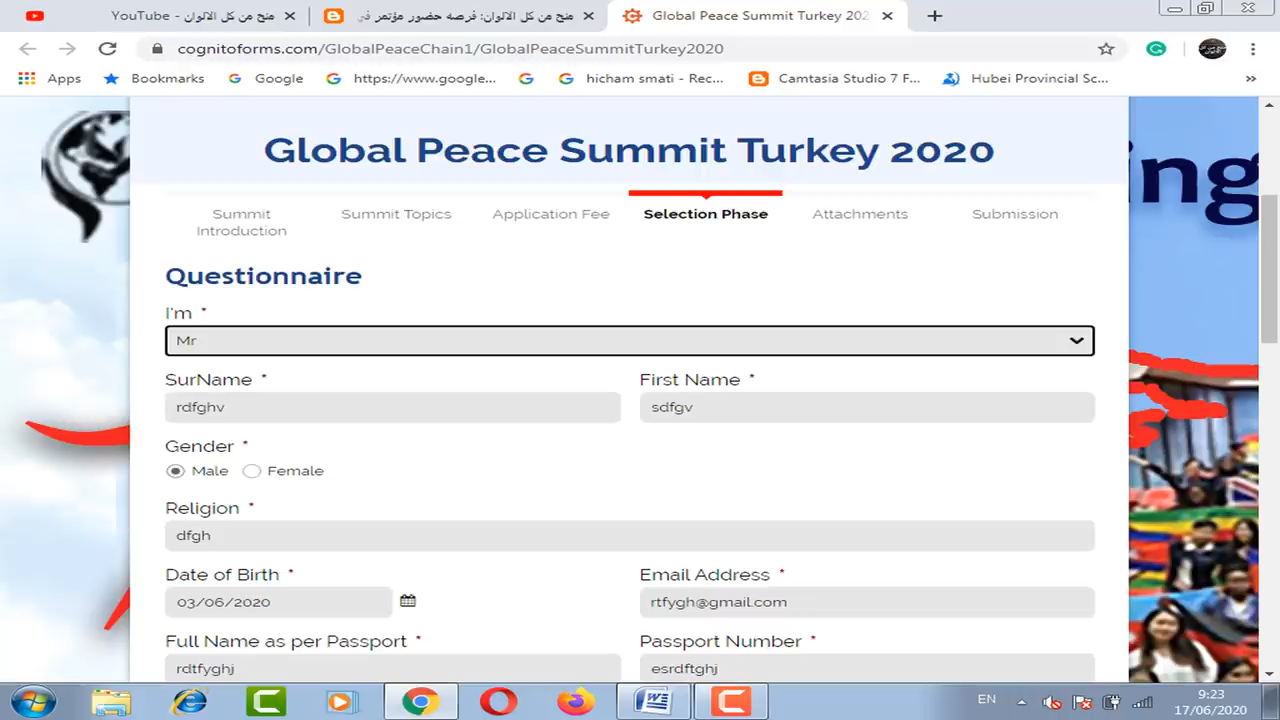 منح من كل الالوان - YouTube
منح من كل الالوان: فرصه حضور مؤتمر في
Global Peace Summit Turkey 202
cognitoforms.com/GlobalPeaceChain1/GlobalPeaceSummitTurkey2020
Apps Bookmarks Google https://www.google... hicham smati - Rec... Camtasia Studio 7 F... Hubei Provincial Sc... »
ing
Global Peace Summit Turkey 2020
Summit Introduction
Summit Topics
Application Fee
Selection Phase
Attachments
Submission
Questionnaire
I'm *
Mr
SurName * First Name *
rdfghv sdfgv
Gender *
Male Female
Religion *
dfgh
Date of Birth * Email Address *
03/06/2020 rtfygh@gmail.com
Full Name as per Passport * Passport Number *
rdtfyghj esrdftghj
EN 9:23
17/06/2020